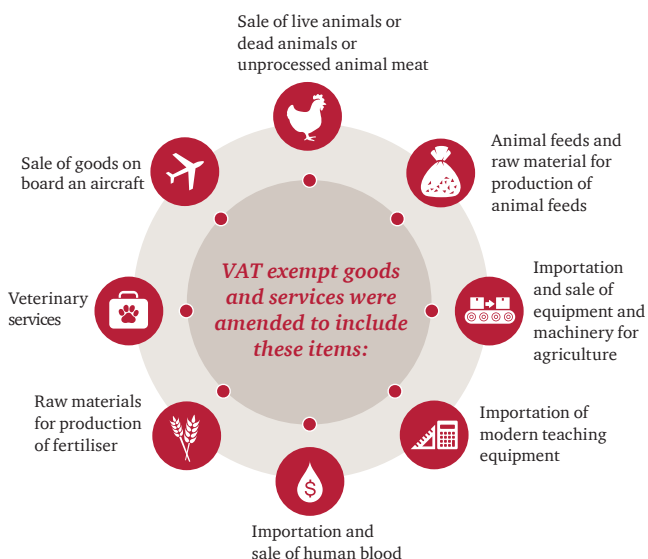 Sale of live animals or
dead animals or
unprocessed animal meat
Animal feeds and
raw material for
production of
animal feeds
Importation
and sale of
equipment and
machinery for
agriculture
Importation of
modern teaching
equipment
$
Importation and
sale of human blood
Raw materials
for production
of fertiliser
Veterinary
services
Sale of goods on
board an aircraft
VAT exempt goods
and services were
amended to include
these items: